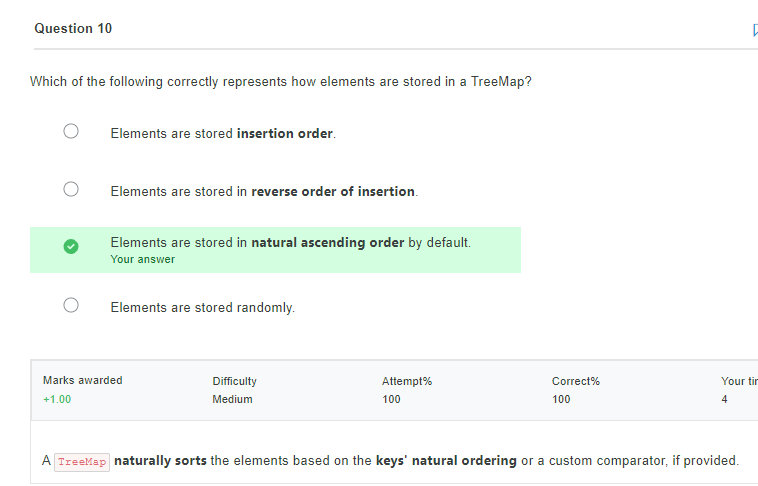 Question 10
Which of the following correctly represents how elements are stored in a TreeMap?
Elements are stored insertion order.
Elements are stored in reverse order of insertion.
Elements are stored in natural ascending order by default.
Your answer
Elements are stored randomly.
Marks awarded Difficulty Attempt% Correct% Your
+1.00 Medium 100 100 4
A TreeMap naturally sorts the elements based on the keys' natural ordering or a custom comparator, if provided.